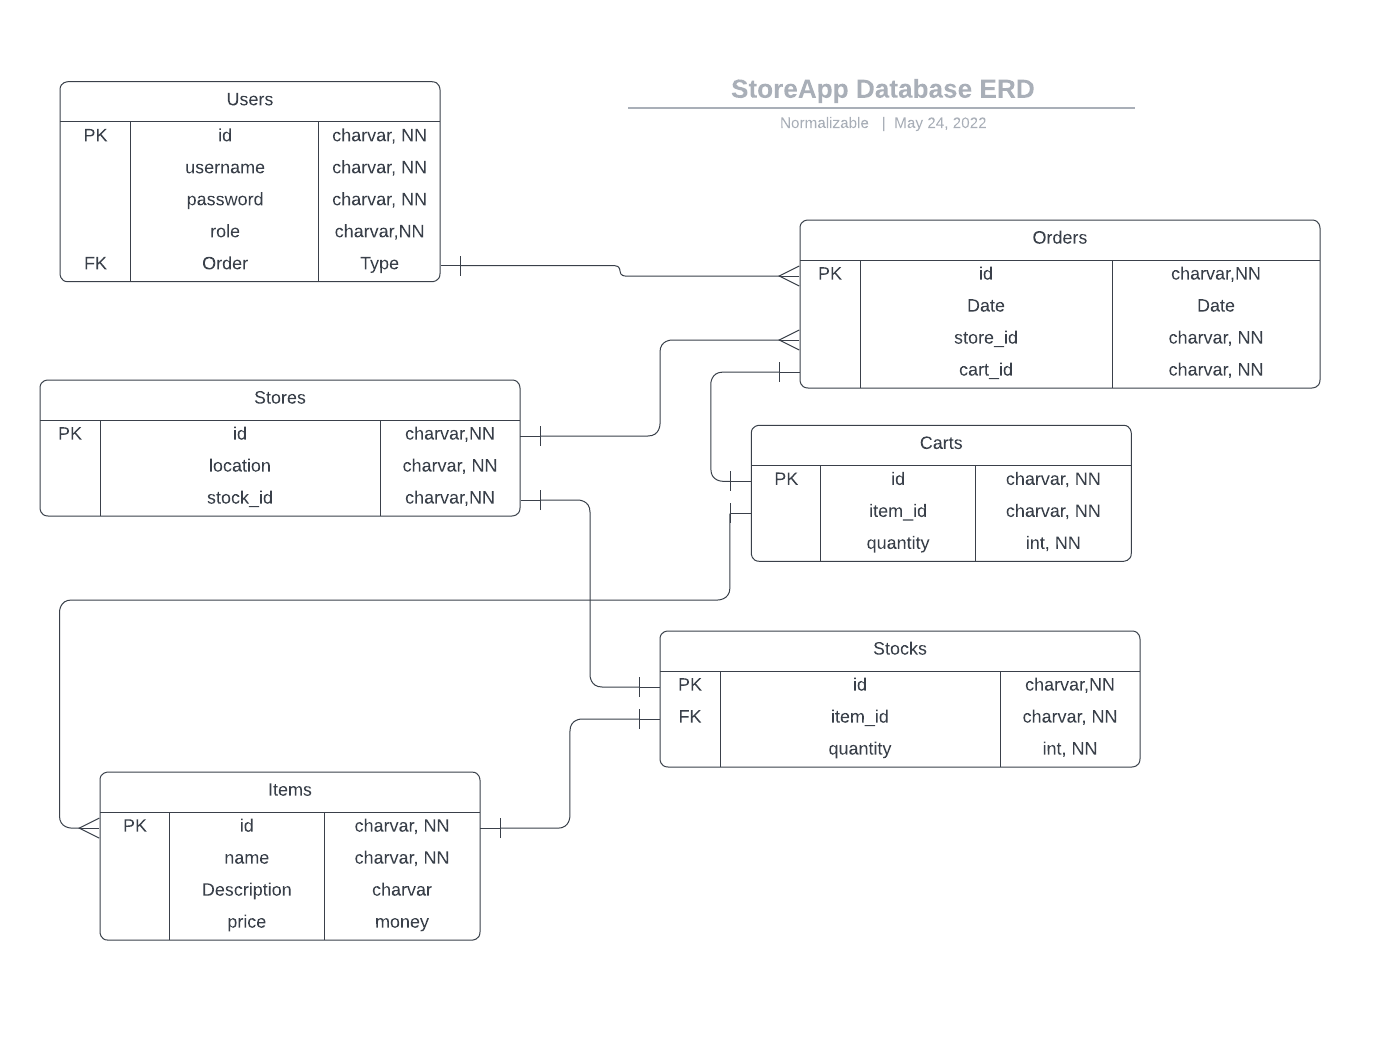 StoreApp Database ERD
Normalizable | May 24, 2022
Users
PK id charvar, NN
username charvar, NN
password charvar, NN
role charvar,NN
FK Order Type
Orders
PK id charvar,NN
Date Date
store_id charvar, NN
cart_id charvar, NN
Stores
PK id charvar,NN
location charvar, NN
stock_id charvar,NN
Carts
PK id charvar, NN
item_id charvar, NN
quantity int, NN
Stocks
PK id charvar,NN
FK item_id charvar, NN
quantity int, NN
Items
PK id charvar, NN
name charvar, NN
Description charvar
price money